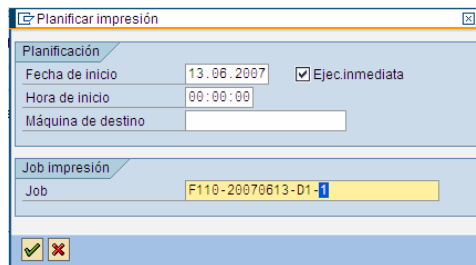 Planificar impresión
Planificación
Fecha de inicio 13.06.2007 Ejec.inmediata
Hora de inicio 00:00:00
Máquina de destino
Job impresión
Job F110-20070613-D1-1